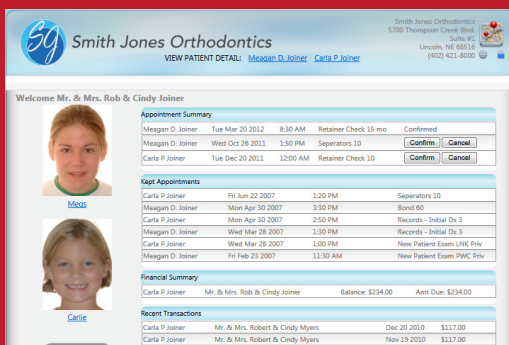 Smith Jones Orthodontics
5700 Thompson Creek Blvd.
Suite #1
Lincoln, NE 68516
(402) 421-8000
SJ Smith Jones Orthodontics
VIEW PATIENT DETAIL: Meagan D. Joiner Carla P Joiner
Welcome Mr. & Mrs. Rob & Cindy Joiner
Appointment Summary
Meagan D. Joiner Tue Mar 20 2012 8:30 AM Retainer Check 15 mo Confirmed
Meagan D. Joiner Wed Oct 26 2011 1:50 PM Seperators 10 Confirm Cancel
Carla P Joiner Tue Dec 20 2011 12:00 AM Retainer Check 10 Confirm Cancel
Megs
Kept Appointments
Carla P Joiner Fri Jun 22 2007 1:20 PM Seperators 10
Meagan D. Joiner Mon Apr 30 2007 3:30 PM Bond 60
Carla P Joiner Mon Apr 30 2007 2:50 PM Records - Initial Dx 3
Meagan D. Joiner Wed Mar 28 2007 1:30 PM Records - Initial Dx 3
Carla P Joiner Wed Mar 28 2007 1:00 PM New Patient Exam LNK Priv
Meagan D. Joiner Fri Feb 23 2007 11:30 AM New Patient Exam PWC Priv
Carlie
Financial Summary
Carla P Joiner Mr. & Mrs. Rob & Cindy Joiner Balance: $234.00 Amt Due: $234.00
Recent Transactions
Carla P Joiner Mr. & Mrs. Robert & Cindy Myers Dec 20 2010 $117.00
Carla P Joiner Mr. & Mrs. Robert & Cindy Myers Nov 19 2010 $117.00